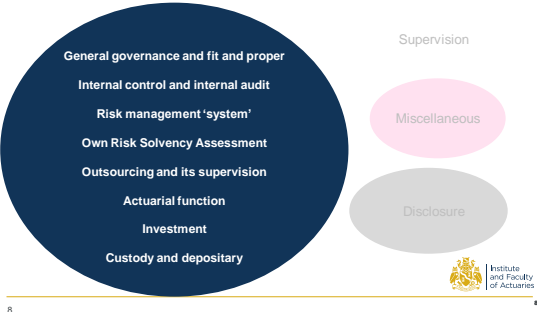 General governance and fit and proper
Internal control and internal audit
Risk management ‘system’
Own Risk Solvency Assessment
Outsourcing and its supervision
Actuarial function
Investment
Custody and depositary
Supervision
Miscellaneous
Disclosure
Institute
and Faculty
of Actuaries
8